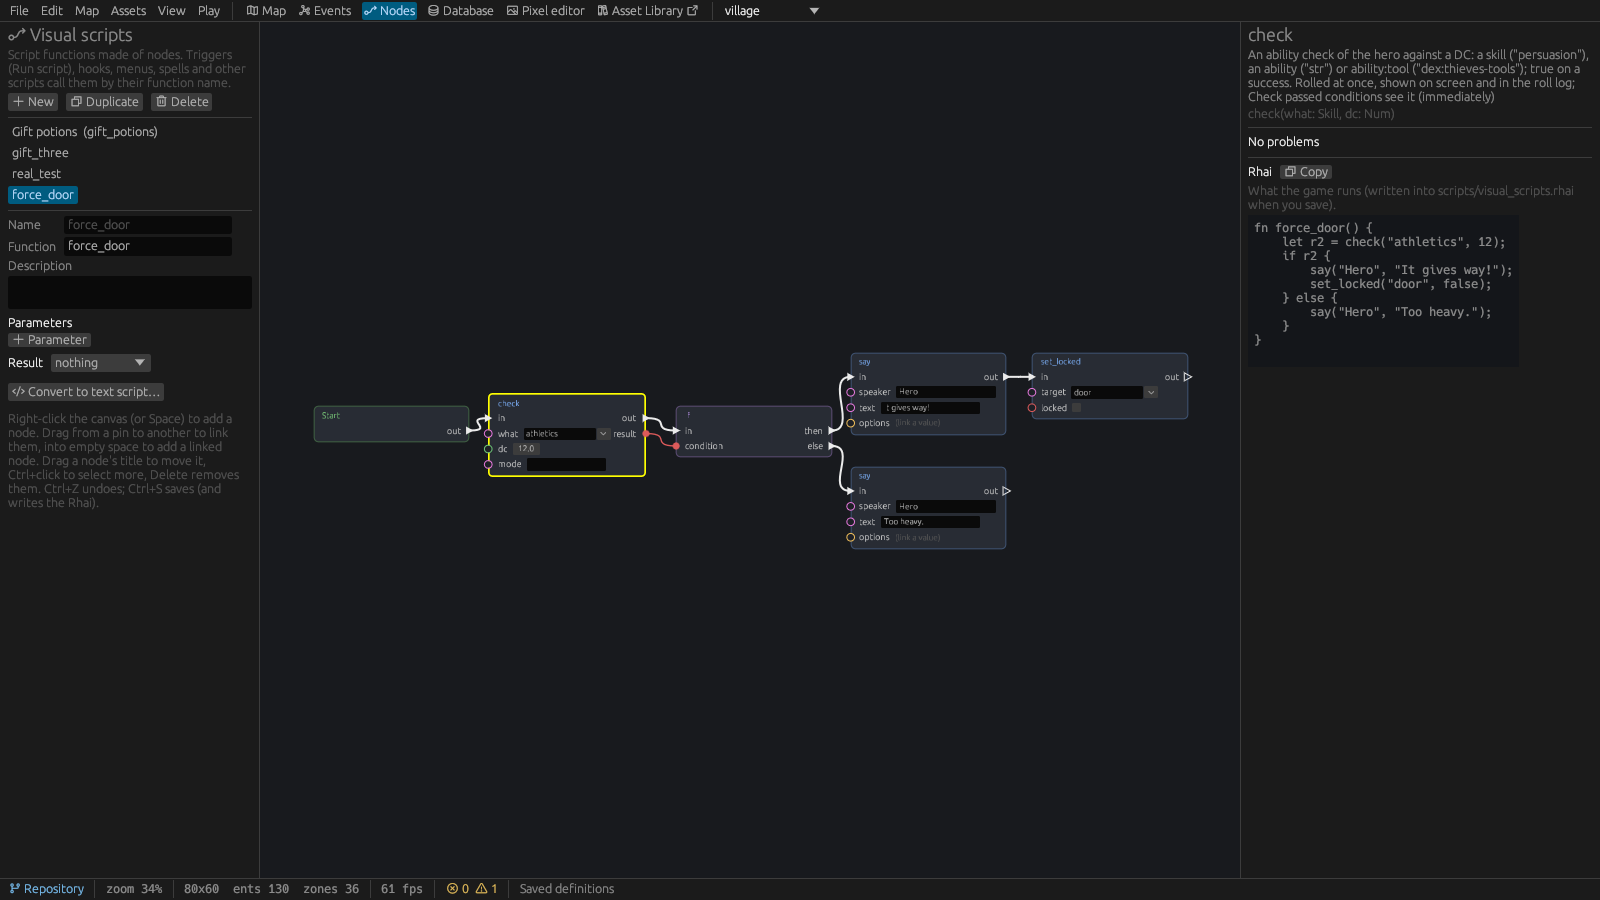 File Edit Map Assets View Play Map Events Nodes Database Pixel editor Asset Library village
Visual scripts
Script functions made of nodes. Triggers
(Run script), hooks, menus, spells and other
scripts call them by their function name.
+ New Duplicate Delete
Gift potions (gift_potions)
gift_three
real_test
force_door
Name force_door
Function force_door
Description
Parameters
+ Parameter
Result nothing
</> Convert to text script...
Right-click the canvas (or Space) to add a
node. Drag from a pin to another to link
them, into empty space to add a linked
node. Drag a node's title to move it,
Ctrl+click to select more, Delete removes
them. Ctrl+Z undoes; Ctrl+S saves (and
writes the Rhai).
Start
out
check
in out
what athletics result
dc 12.0
mode
in then
condition else
say
in out
speaker Hero
text t gives way!
options (link a value)
set_locked
in out
target door
locked
say
in out
speaker Hero
text Too heavy.
options (link a value)
check
An ability check of the hero against a DC: a skill ("persuasion"),
an ability ("str") or ability:tool ("dex:thieves-tools"); true on a
success. Rolled at once, shown on screen and in the roll log;
Check passed conditions see it (immediately)
check(what: Skill, dc: Num)
No problems
Rhai Copy
What the game runs (written into scripts/visual_scripts.rhai
when you save).
fn force_door() {
let r2 = check("athletics", 12);
if r2 {
say("Hero", "It gives way!");
set_locked("door", false);
} else {
say("Hero", "Too heavy.");
}
}
Repository zoom 34% 80x60 ents 130 zones 36 61 fps 0 1 Saved definitions